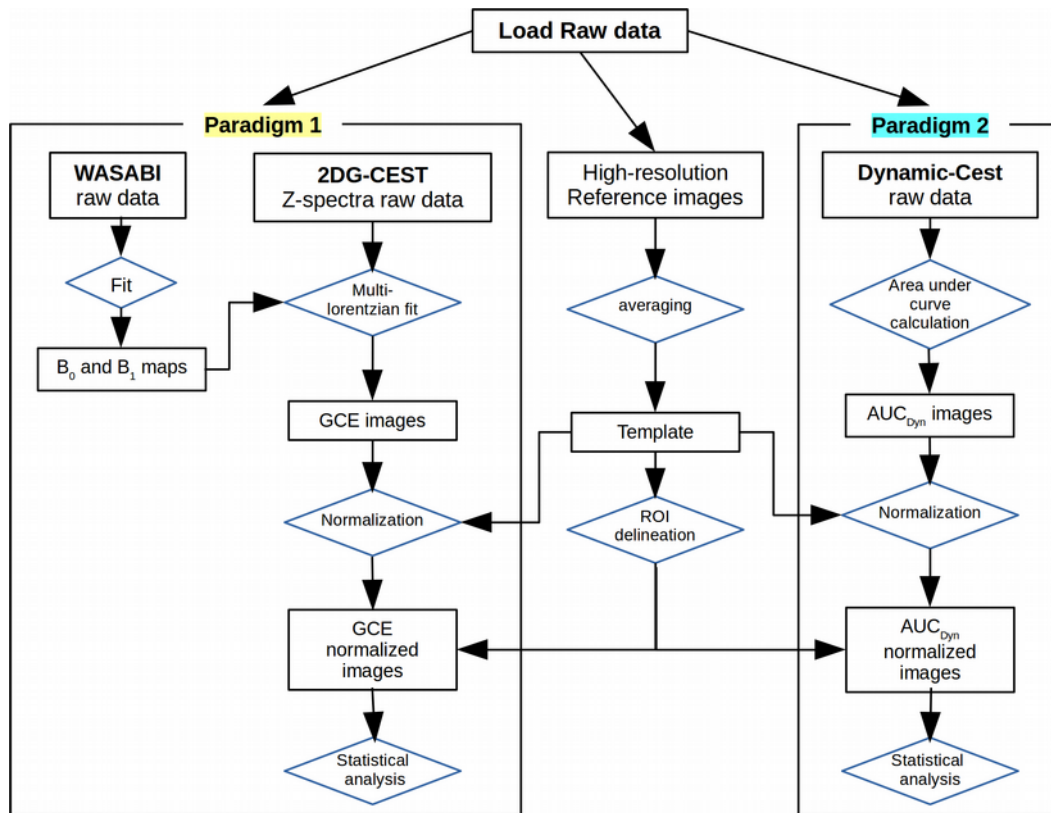 Load Raw data
Paradigm 1
WASABI
raw data
Fit
B₀ and B₁ maps
2DG-CEST
Z-spectra raw data
Multi-
lorentzian fit
GCE images
Normalization
GCE
normalized
images
Statistical
analysis
High-resolution
Reference images
averaging
Template
ROI
delineation
Paradigm 2
Dynamic-Cest
raw data
Area under
curve
calculation
AUC_Dyn images
Normalization
AUC_Dyn
normalized
images
Statistical
analysis